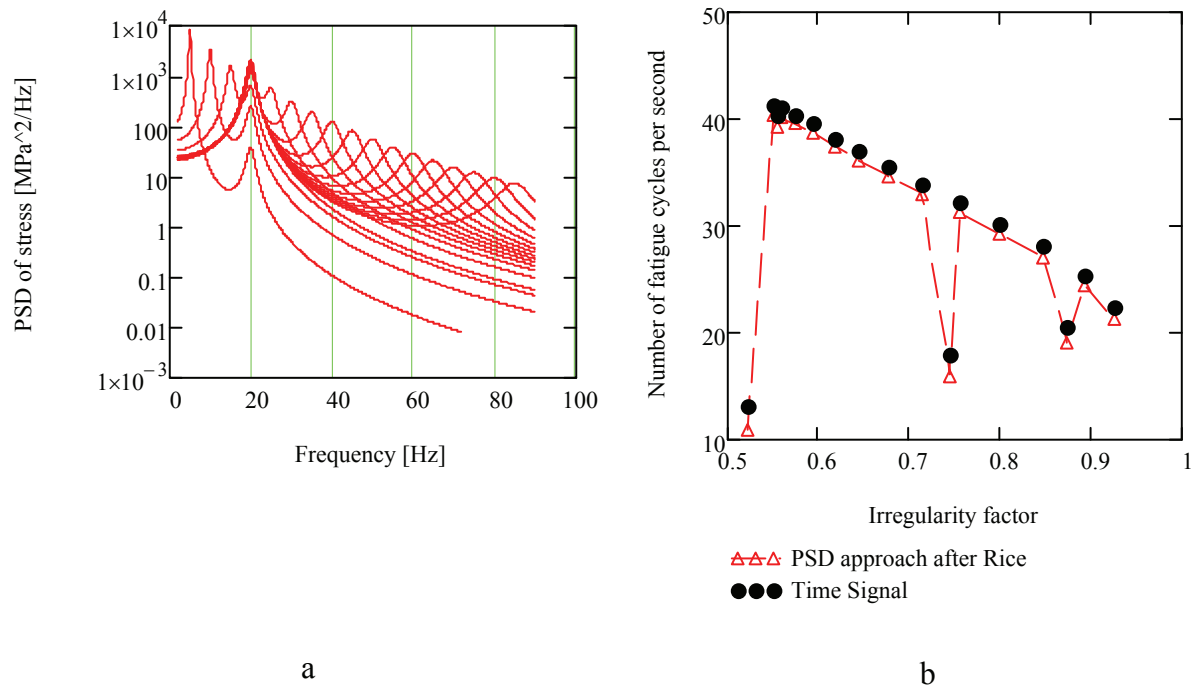 PSD of stress [MPa^2/Hz]
1×10^4
1×10^3
100
10
1
0.1
0.01
1×10^-3
0 20 40 60 80 100
Frequency [Hz]
a
Number of fatigue cycles per second
50
40
30
20
10
0.5 0.6 0.7 0.8 0.9 1
Irregularity factor
PSD approach after Rice
Time Signal
b